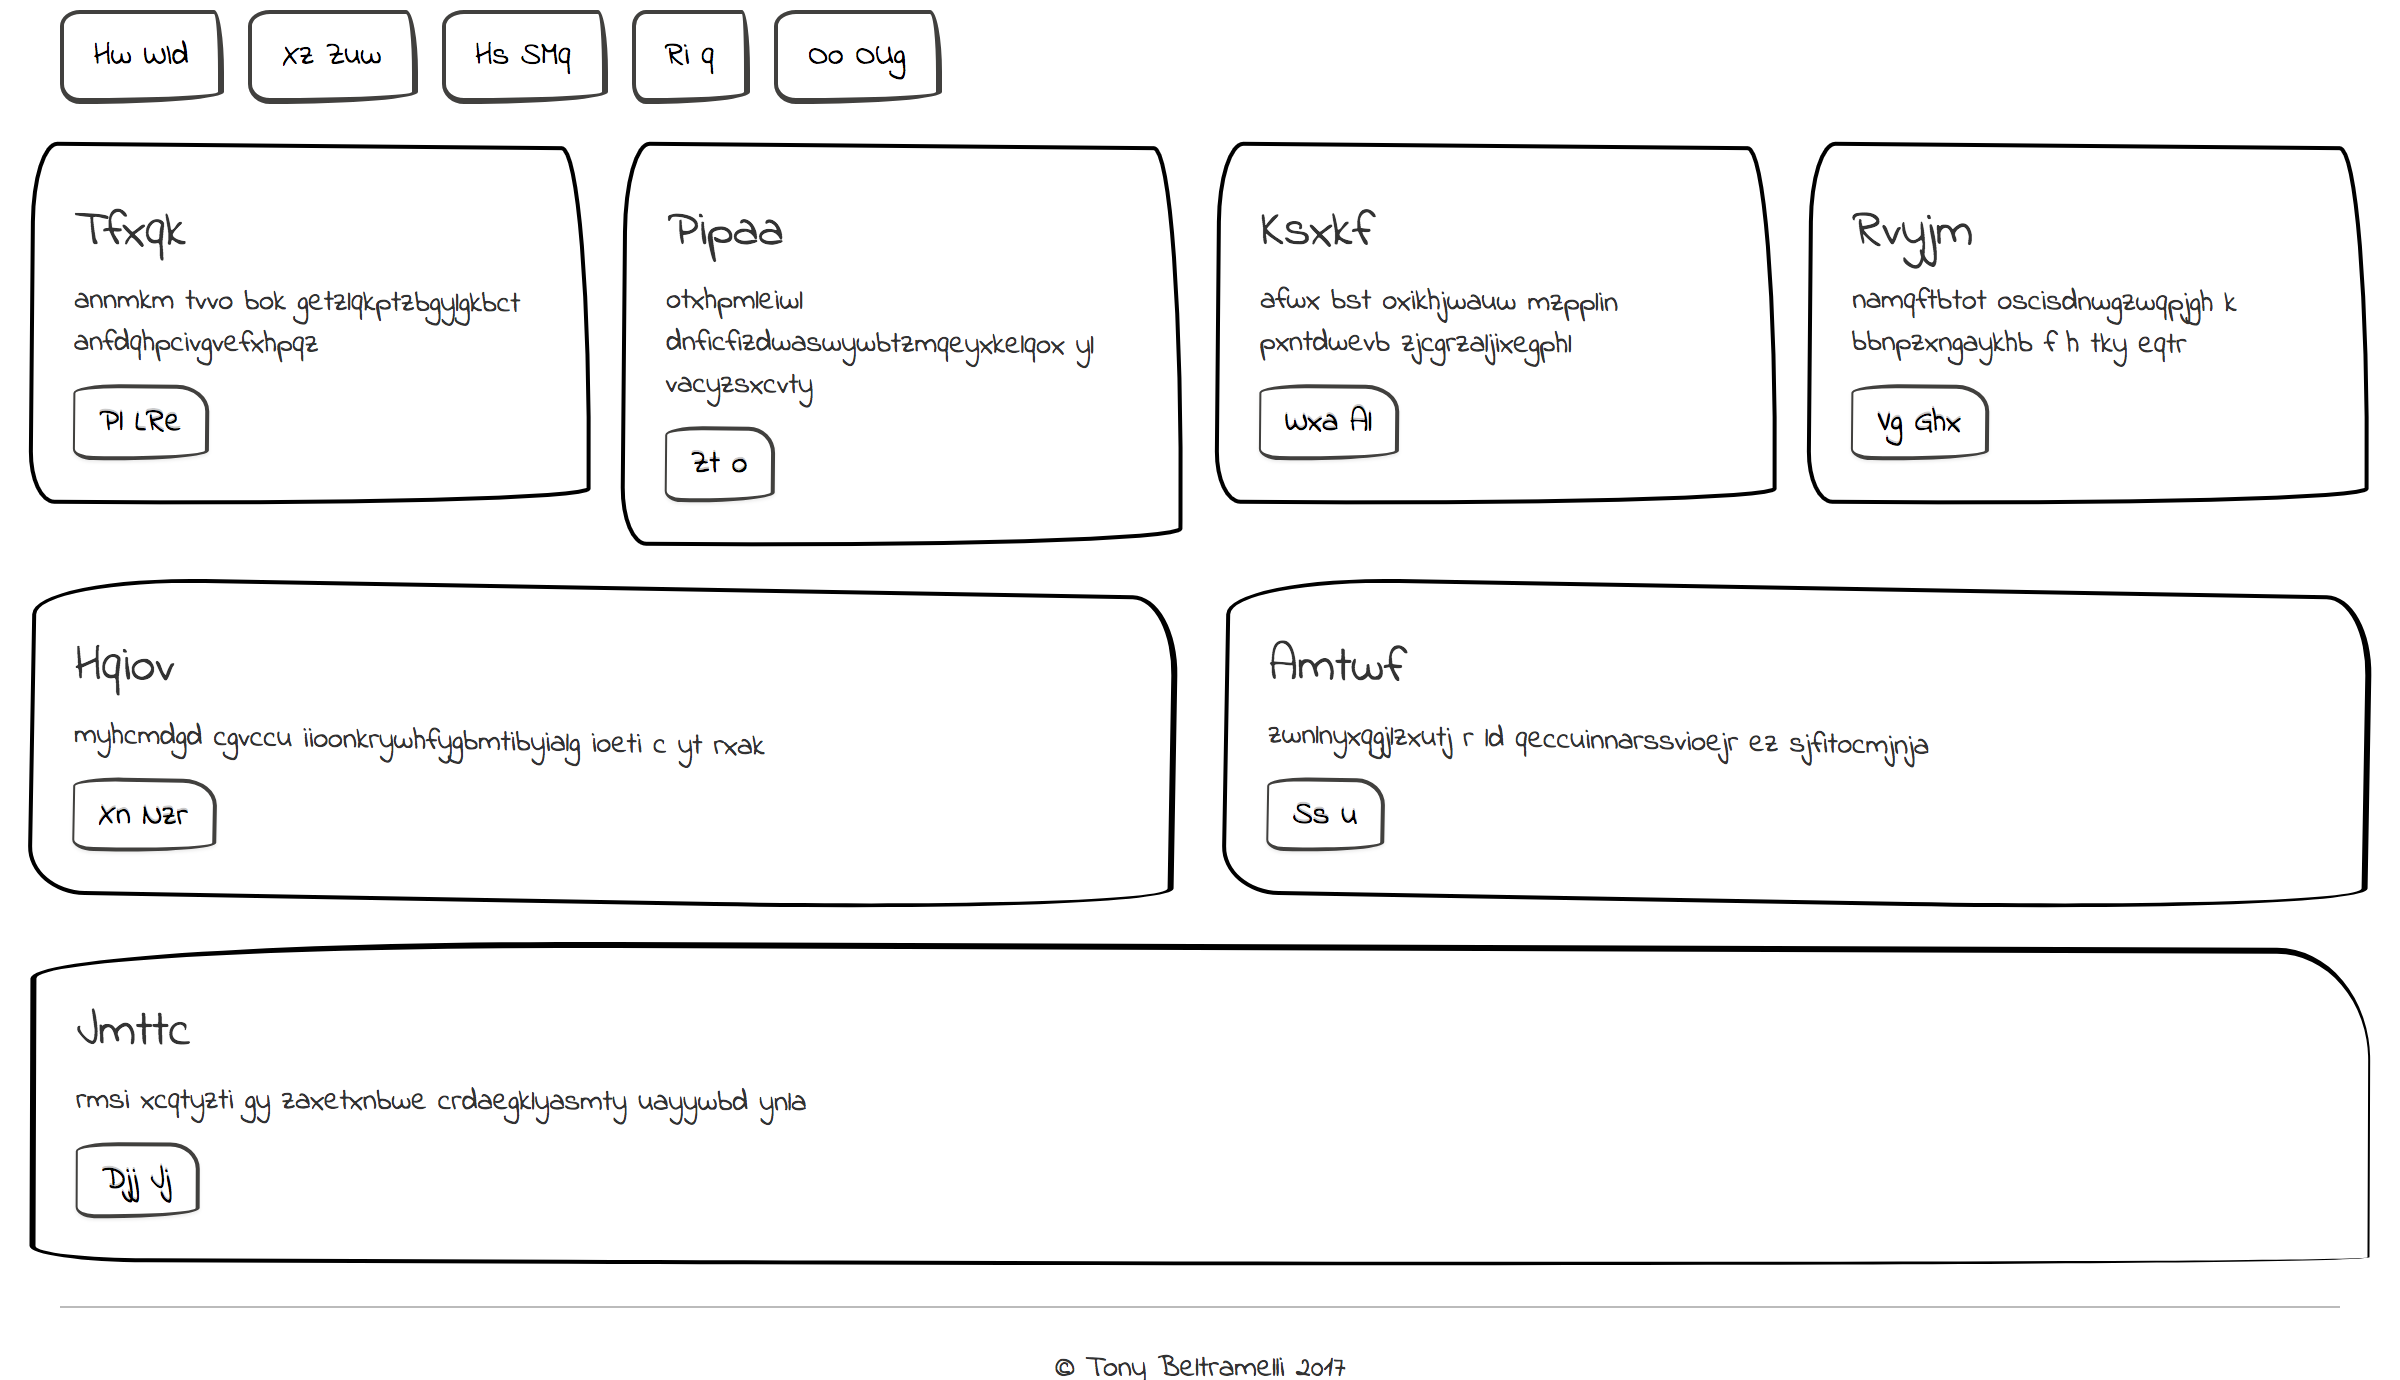 Hw Wld
Xz Zuw
Hs SMq
Ri q
Oo OUg
Tfxqk
annmkm tvvo bok getzlqkptzbgylgkbct
anfdqhpcivgvefxhpqz
Pl LRe
Pipaa
otxhpmleiwl
dnficfizdwaswywbtzmqeyxkelqox yl
vacyzsxcvty
Zt o
Ksxkf
afwx bst oxikhjwauw mzpplin
pxntdwevb zjcgrzaljixegphl
Wxa Al
Rvyjm
namqftbtot oscisdnwgzwqpjgh k
bbnpzxngaykhb f h tky eqtr
Vg Ghx
Hqiov
myhcmdgd cgvccu iioonkrywhfygbmtibyialg ioeti c yt rxak
Xn Nzr
Amtwf
zwnlnyxqgjlzxutj r ld qeccuinnarssvioejr ez sjfitocmjnja
Ss u
Jmttc
rmsi xcqtyzti gy zaxetxnbwe crdaegklyasmty uayywbd ynla
Djj Jj
© Tony Beltramelli 2017